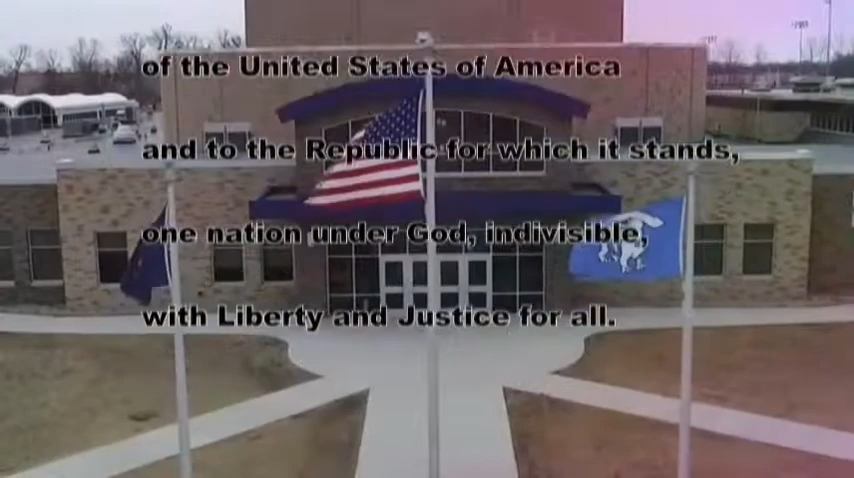 of the United States of America
and to the Republic for which it stands,
one nation under God, indivisible,
with Liberty and Justice for all.